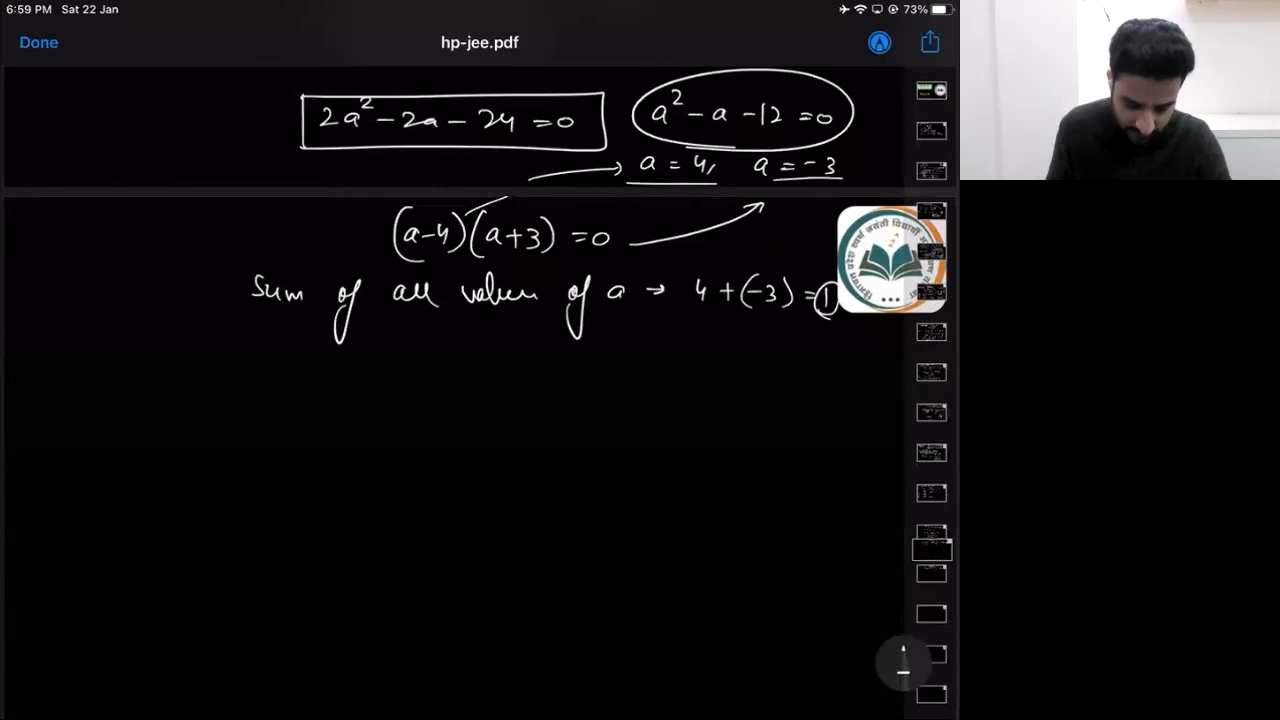 6:59 PM Sat 22 Jan
73%
Done
hp-jee.pdf
2a² - 2a - 24 = 0
a² - a - 12 = 0
a = 4, a = -3
(a-4)(a+3) = 0
Sum of all values of a → 4 + (-3) = 1